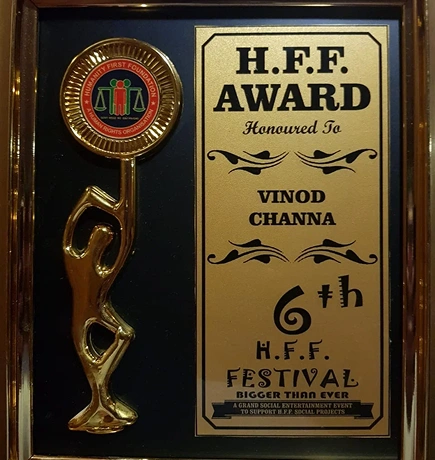 HUMANITY FIRST FOUNDATION
A HUMAN RIGHTS ORGANIZATION
H.F.F.
AWARD
Honoured To
VINOD
CHANNA
6th
H.F.F.
FESTIVAL
BIGGER THAN EVER
A GRAND SOCIAL ENTERTAINMENT EVENT
TO SUPPORT H.F.F. SOCIAL PROJECTS